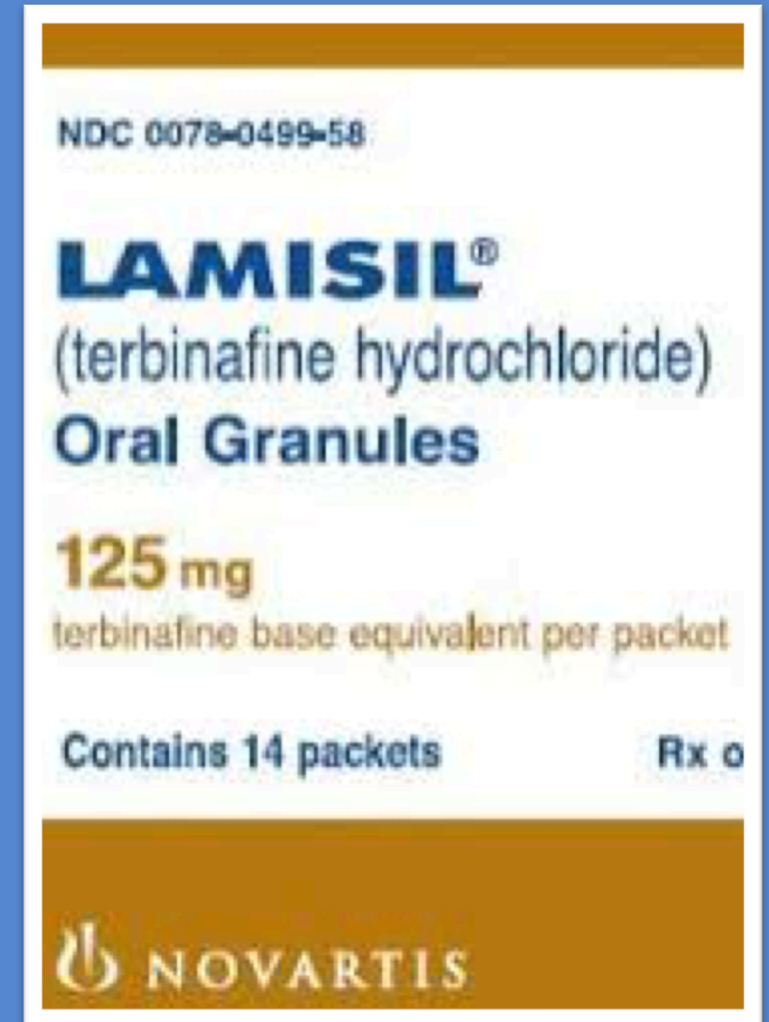 NDC 0078-0499-58
LAMISIL®
(terbinafine hydrochloride)
Oral Granules
125 mg
terbinafine base equivalent per packet
Contains 14 packets Rx o
NOVARTIS